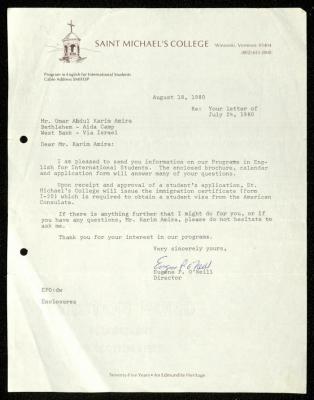 SAINT MICHAEL'S COLLEGE
Winooski, Vermont 05404
(802) 655-2000
Program in English for International Students
Cable Address SMIESP
August 18, 1980
Re: Your letter of
July 24, 1980
Mr. Omar Abdul Karim Amira
Bethlehem - Aida Camp
West Bank - Via Israel
Dear Mr. Karim Amira:
I am pleased to send you information on our Programs in Eng-
lish for International Students. The enclosed brochure, calendar
and application form will answer many of your questions.
Upon receipt and approval of a student's application, St.
Michael's College will issue the immigration certificate (form
I-20) which is required to obtain a student visa from the American
Consulate.
If there is anything further that I might do for you, or if
you have any questions, Mr. Karim Amira, please do not hesitate to
ask me.
Thank you for your interest in our programs.
Very sincerely yours,
Eugene P. O'Neill
Eugene P. O'Neill
Director
EPO:dw
Enclosures
Seventy-Five Years • An Edmundite Heritage